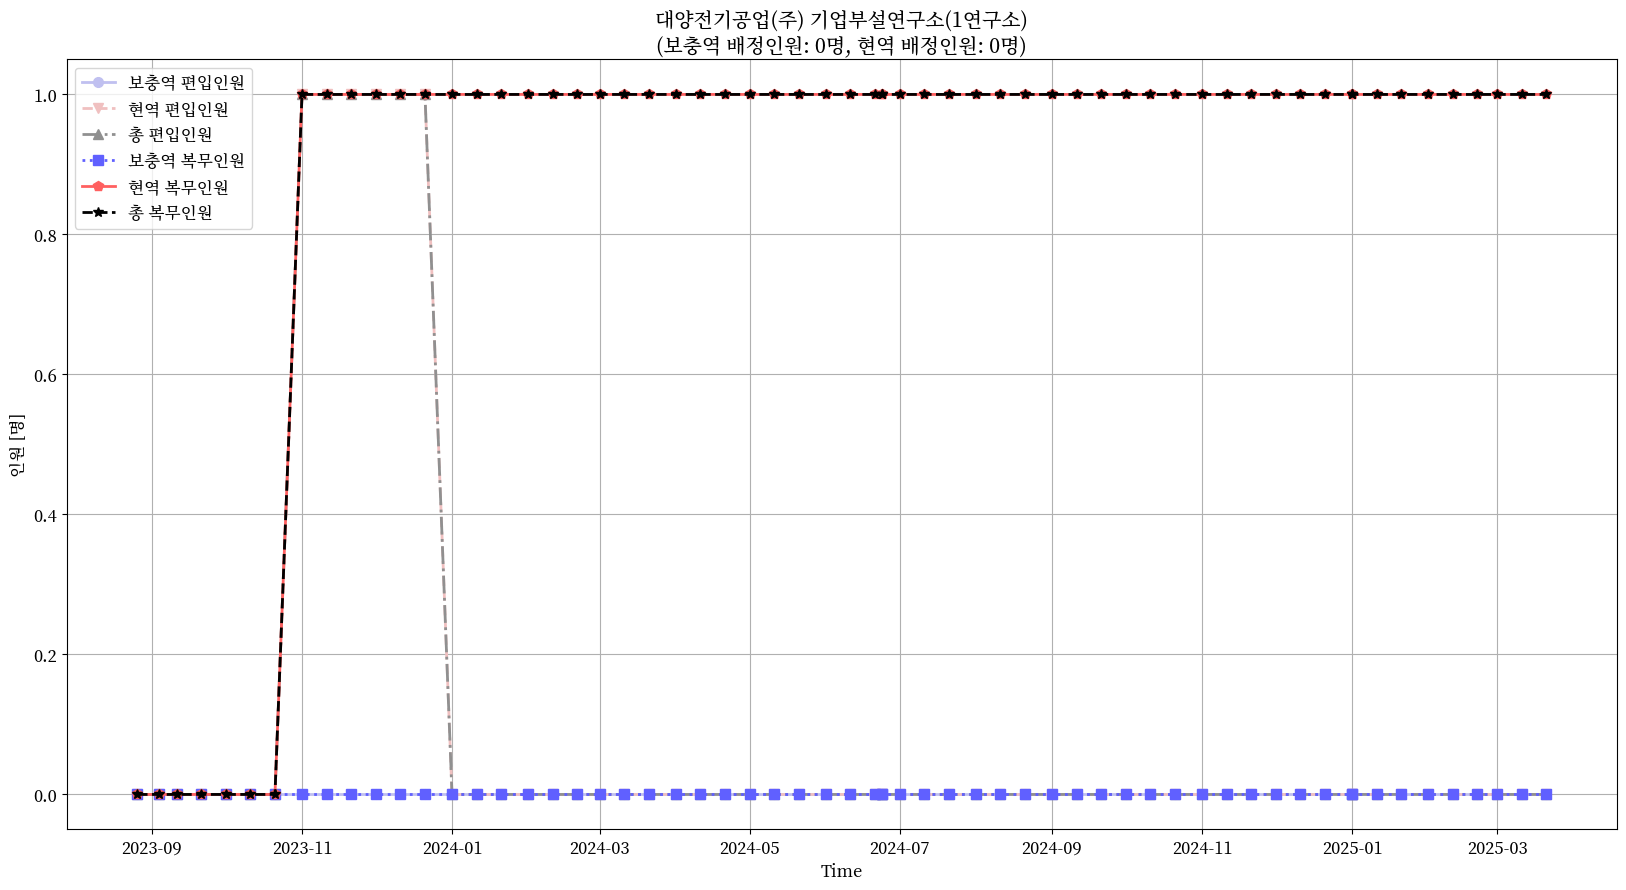 대양전기공업(주) 기업부설연구소(1연구소)
(보충역 배정인원: 0명, 현역 배정인원: 0명)
보충역 편입인원
현역 편입인원
총 편입인원
보충역 복무인원
현역 복무인원
총 복무인원
인원 [명]
1.0
0.8
0.6
0.4
0.2
0.0
2023-09
2023-11
2024-01
2024-03
2024-05
2024-07
2024-09
2024-11
2025-01
2025-03
Time